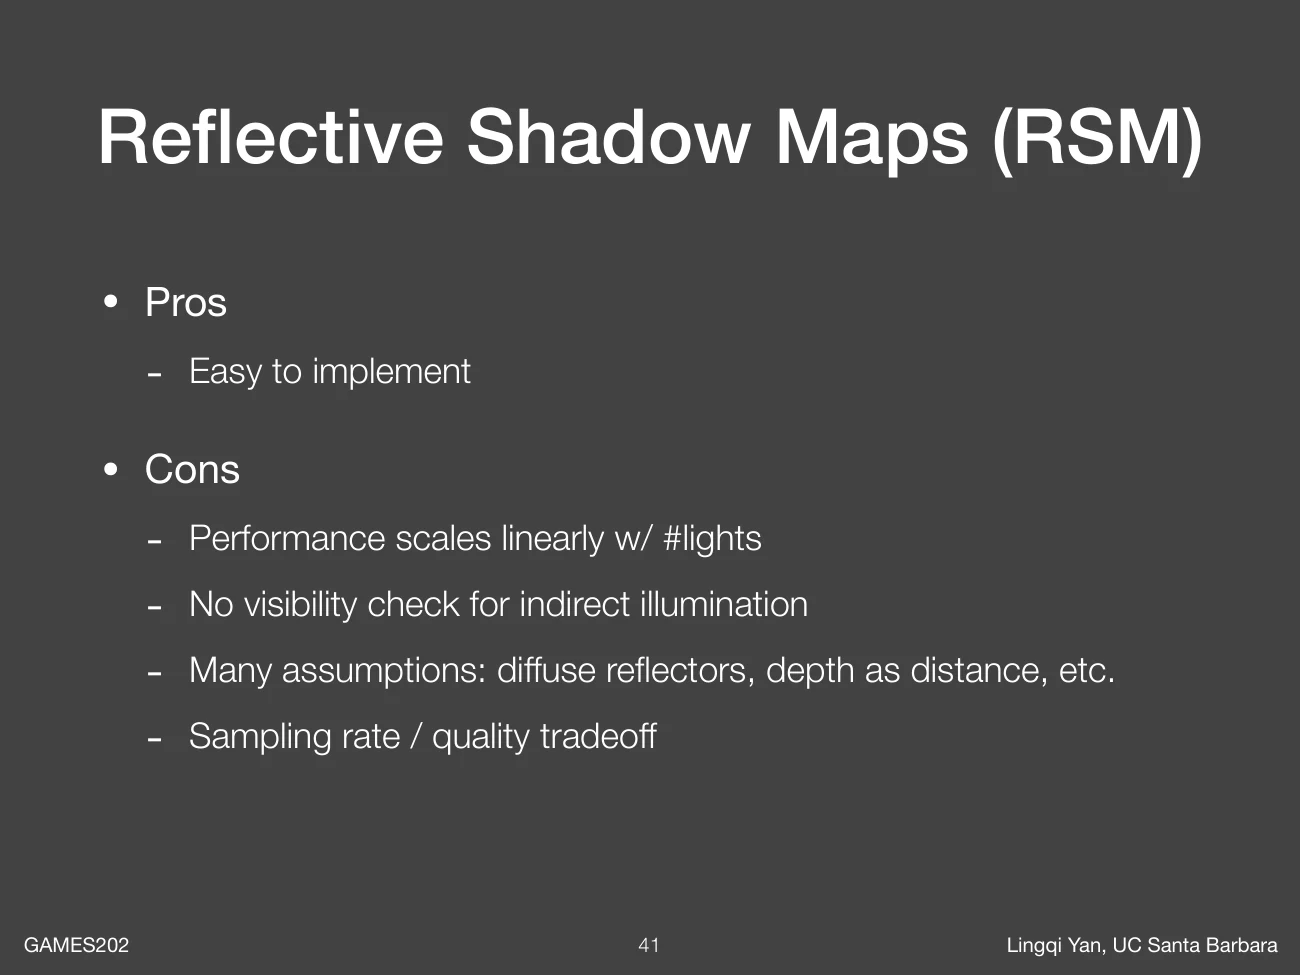 Reflective Shadow Maps (RSM)
• Pros
- Easy to implement
• Cons
- Performance scales linearly w/ #lights
- No visibility check for indirect illumination
- Many assumptions: diffuse reflectors, depth as distance, etc.
- Sampling rate / quality tradeoff
GAMES202
41
Lingqi Yan, UC Santa Barbara